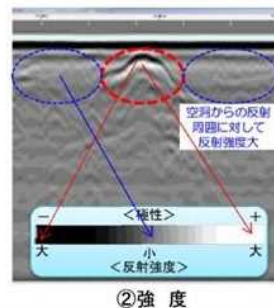 空洞からの反射
周囲に対して
反射強度大
－ ＜極性＞ ＋
大 小 大
＜反射強度＞
②強 度